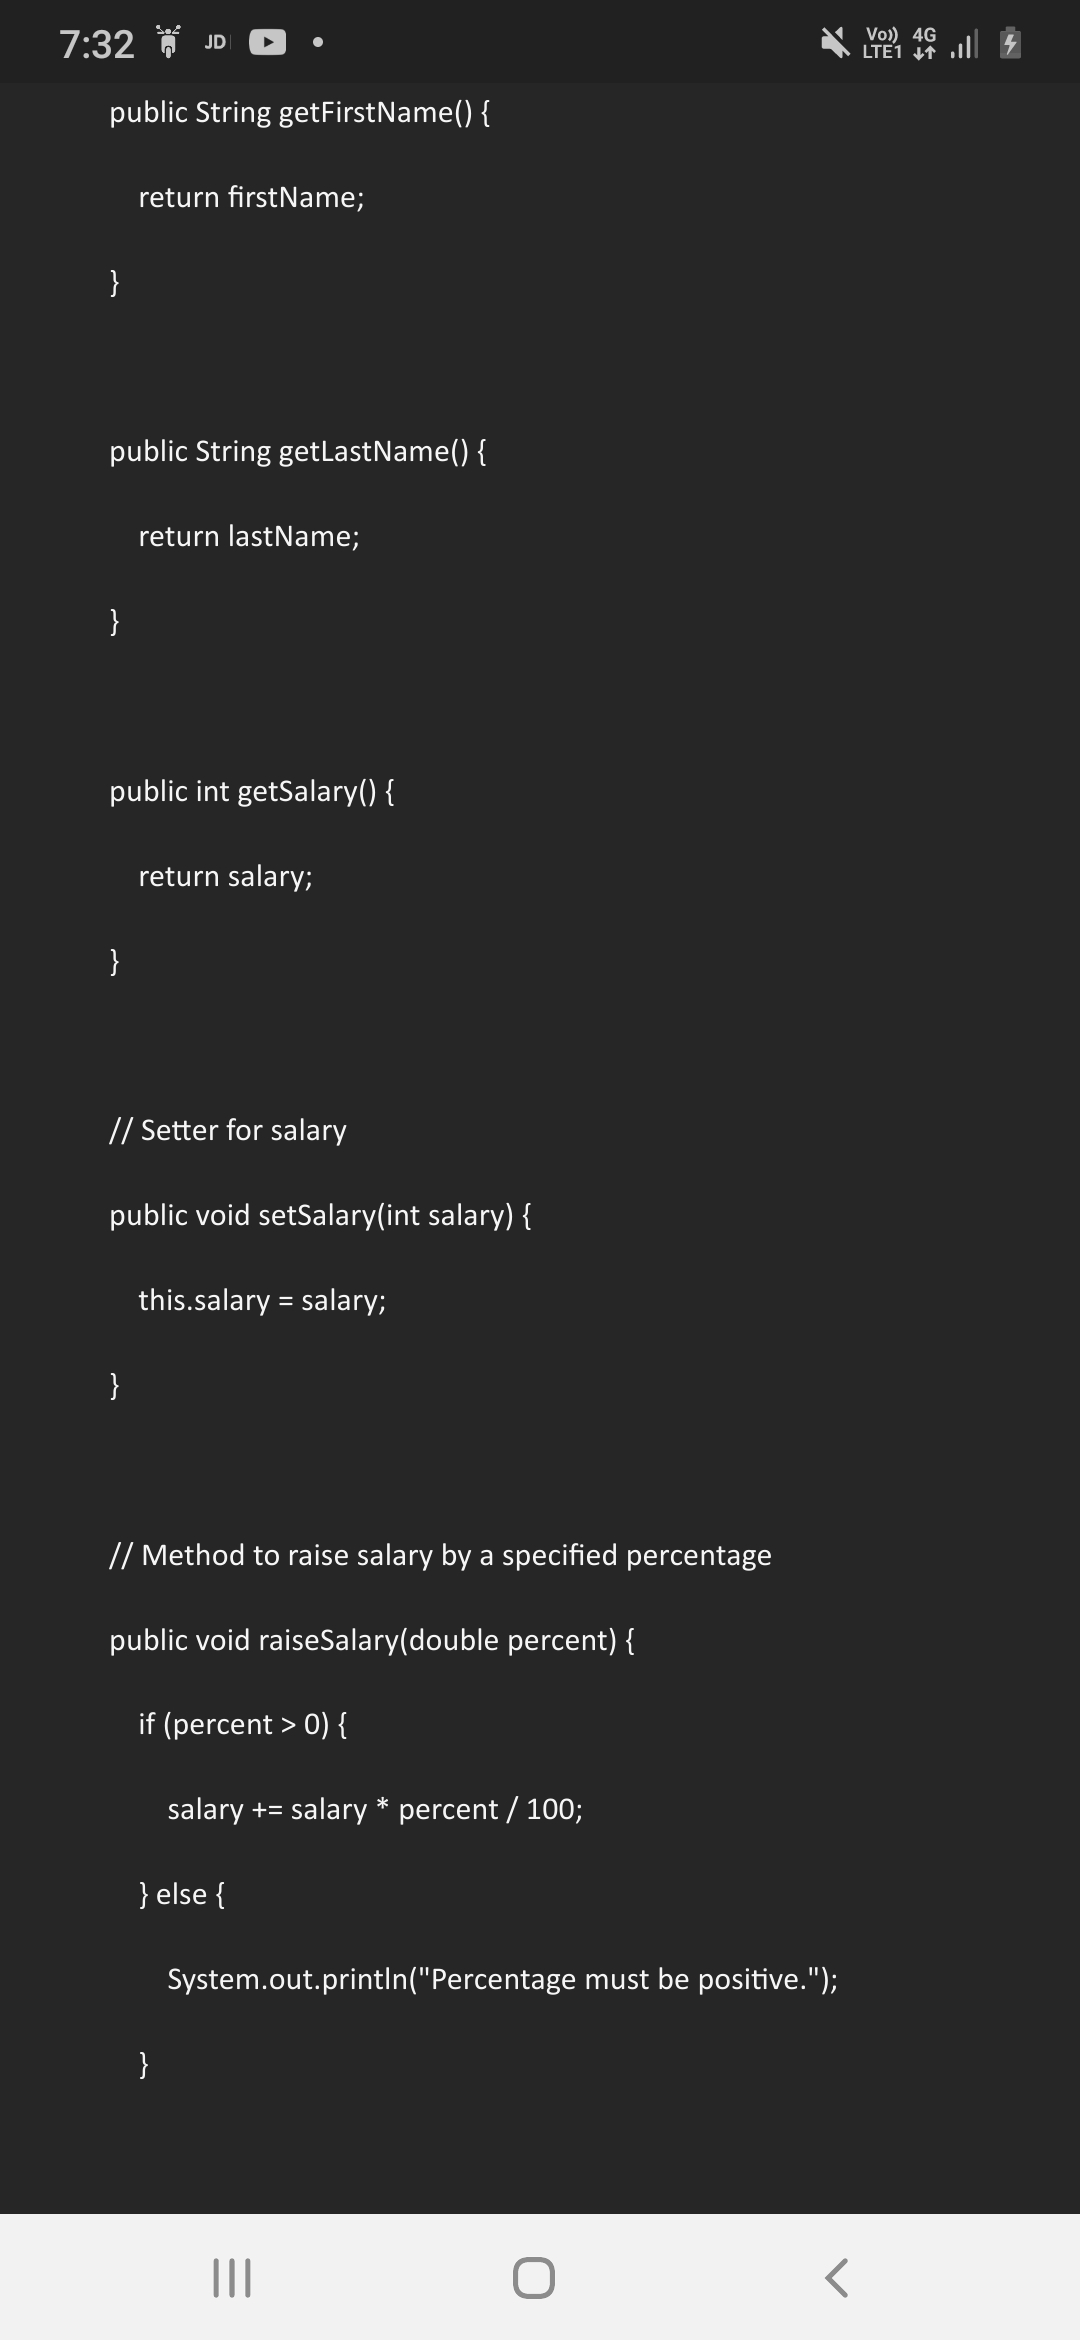 7:32 JD
Vo)) 4G
LTE1
public String getFirstName() {
return firstName;
}
public String getLastName() {
return lastName;
}
public int getSalary() {
return salary;
}
// Setter for salary
public void setSalary(int salary) {
this.salary = salary;
}
// Method to raise salary by a specified percentage
public void raiseSalary(double percent) {
if (percent > 0) {
salary += salary * percent / 100;
} else {
System.out.println("Percentage must be positive.");
}